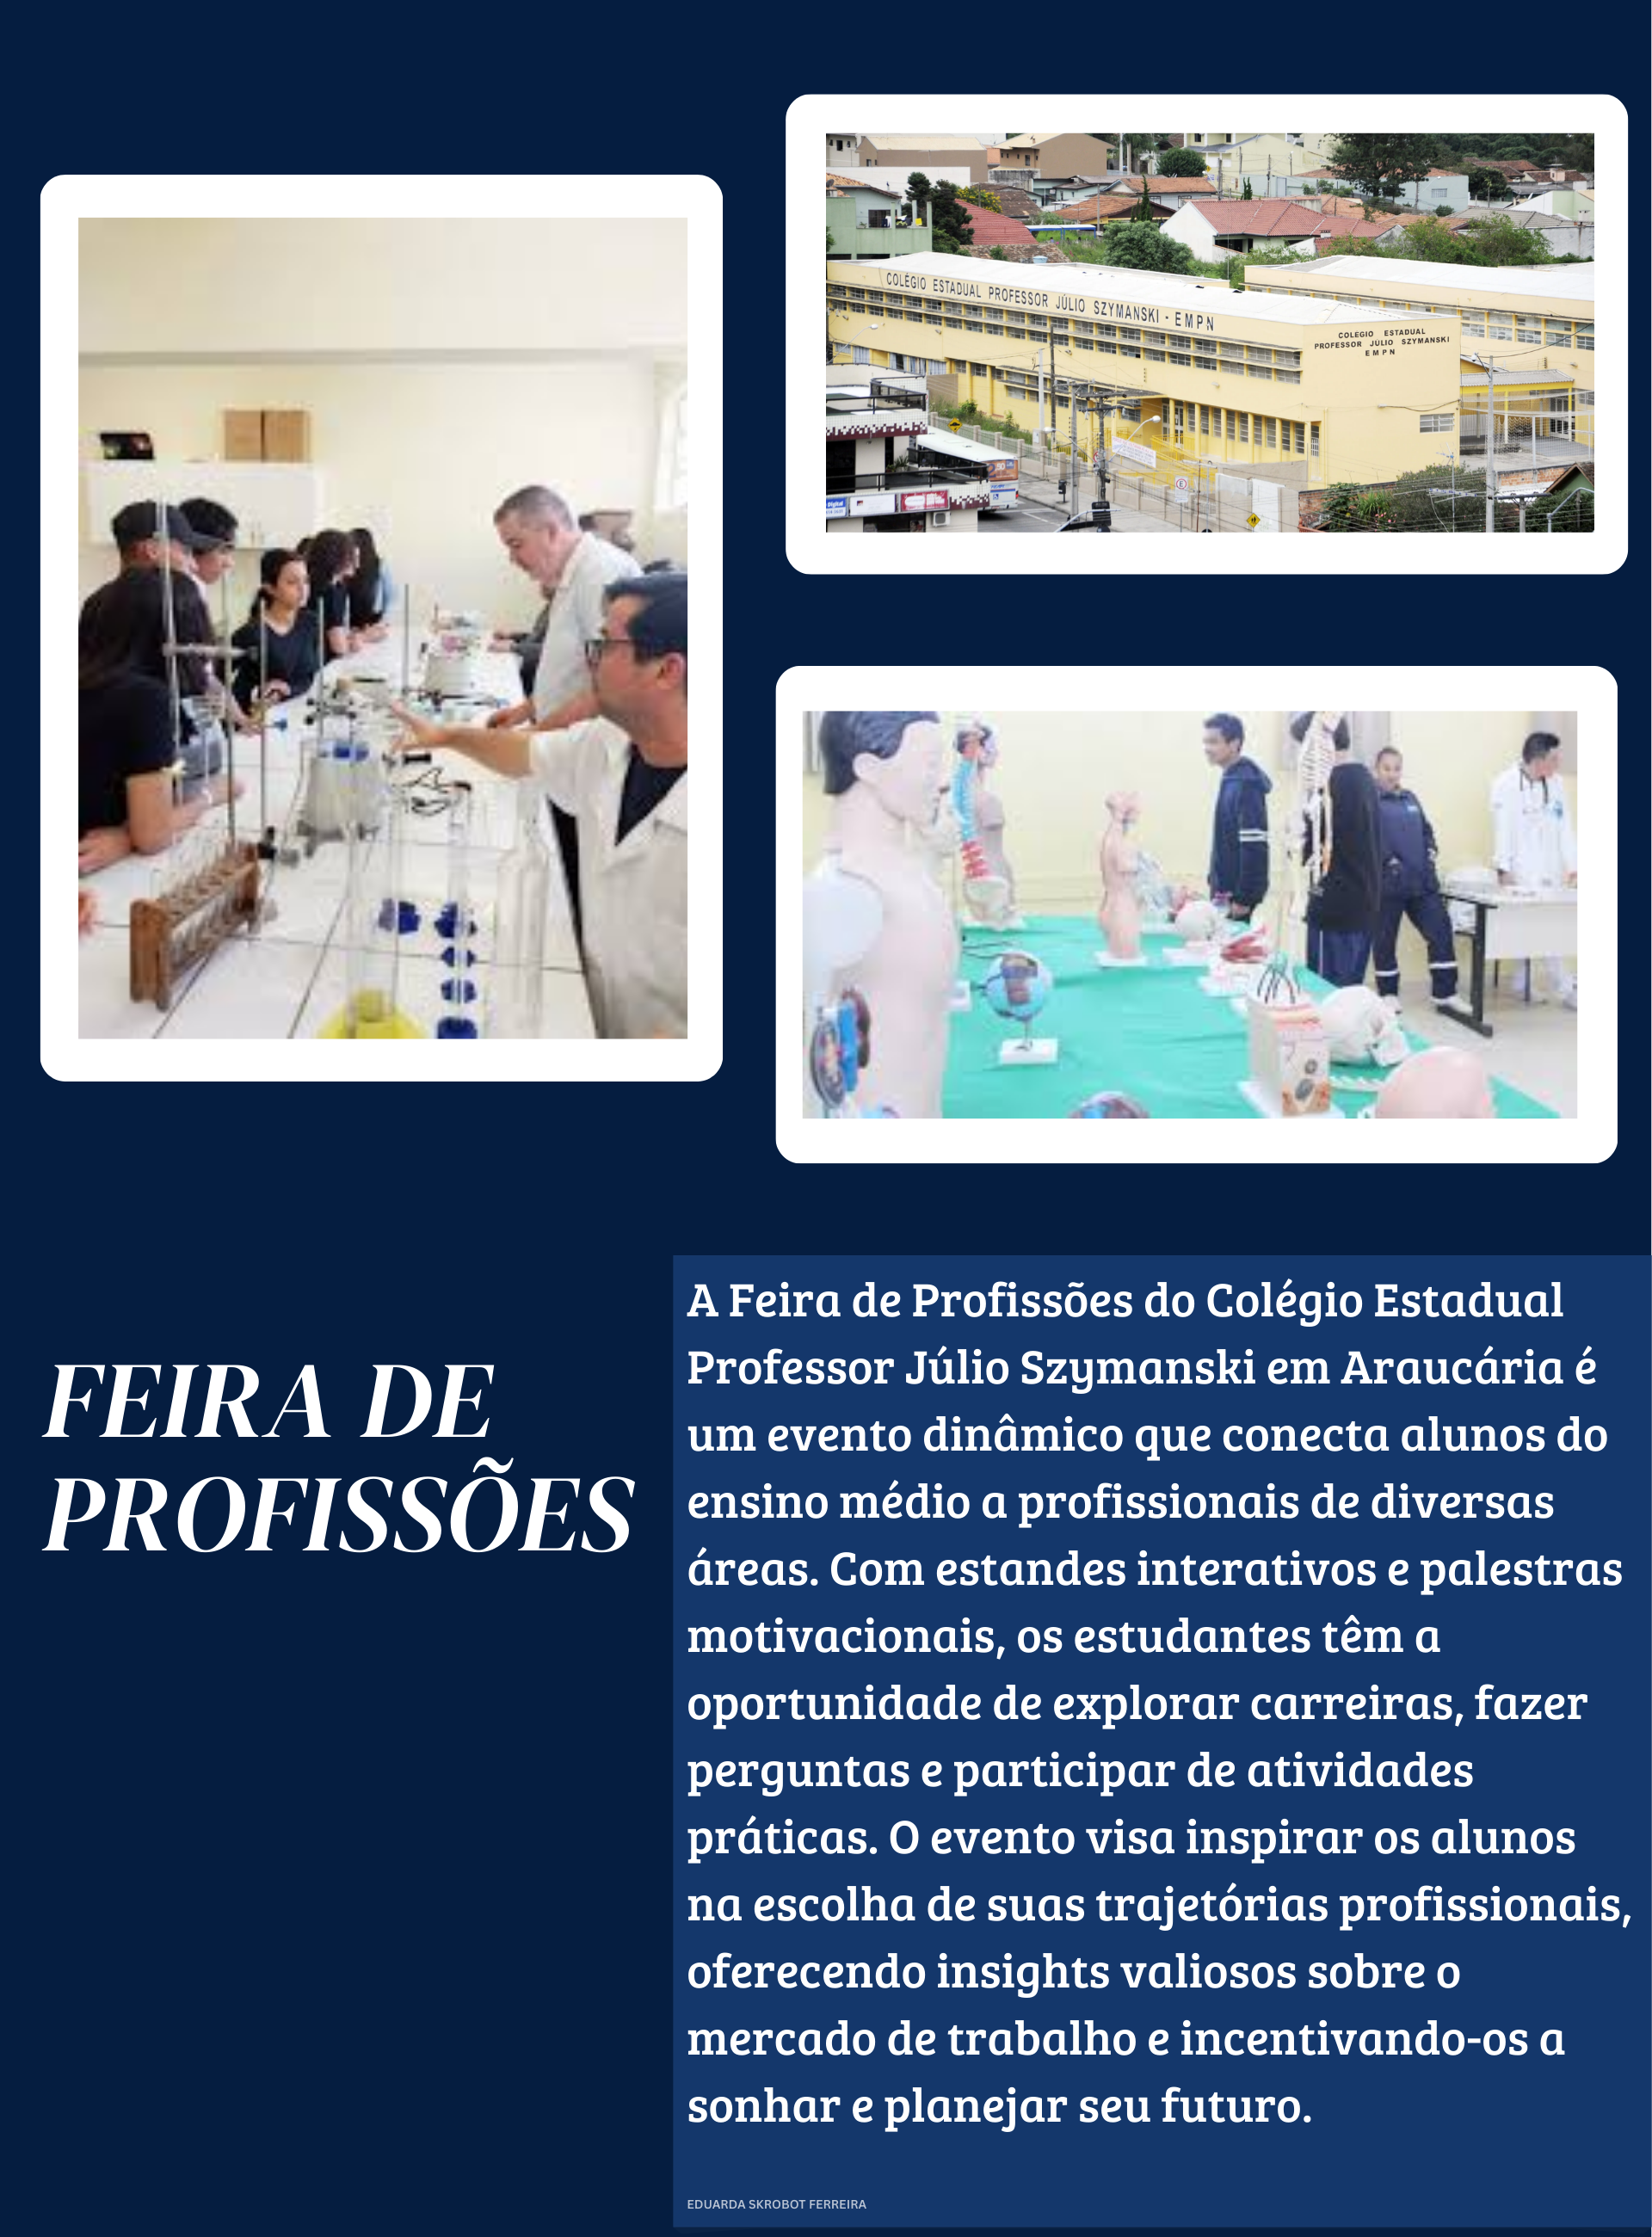 COLÉGIO ESTADUAL PROFESSOR JÚLIO SZYMANSKI - EMPN
COLEGIO ESTADUAL
PROFESSOR JÚLIO SZYMANSKI
EMPN
FEIRA DE
PROFISSÕES
A Feira de Profissões do Colégio Estadual
Professor Júlio Szymanski em Araucária é
um evento dinâmico que conecta alunos do
ensino médio a profissionais de diversas
áreas. Com estandes interativos e palestras
motivacionais, os estudantes têm a
oportunidade de explorar carreiras, fazer
perguntas e participar de atividades
práticas. O evento visa inspirar os alunos
na escolha de suas trajetórias profissionais,
oferecendo insights valiosos sobre o
mercado de trabalho e incentivando-os a
sonhar e planejar seu futuro.
EDUARDA SKROBOT FERREIRA